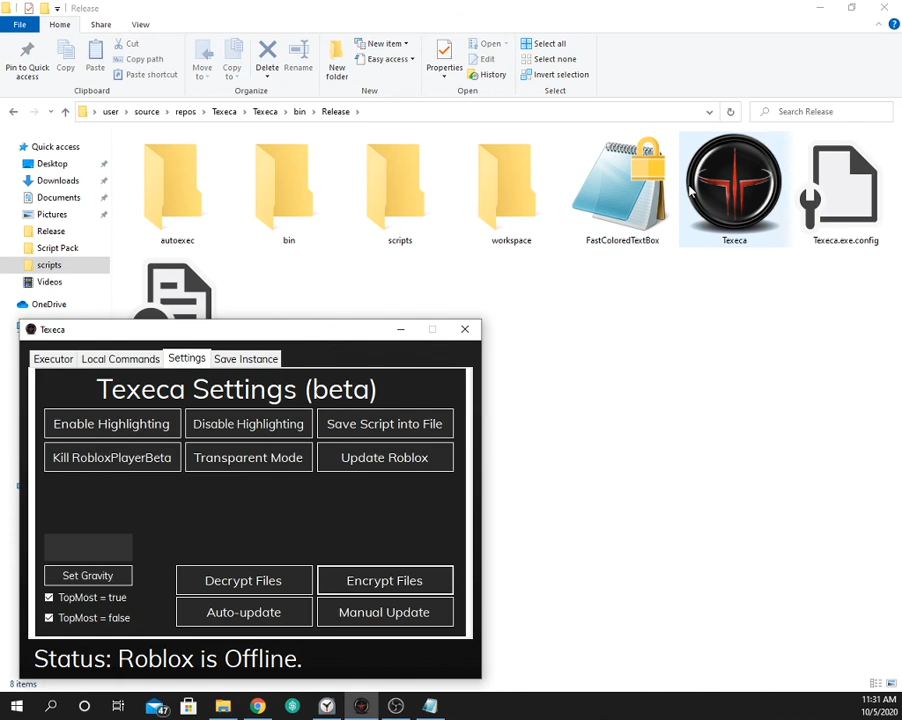 Release
File
Home
Share
View
Pin to Quick access
Copy
Paste
Cut
Copy path
Paste shortcut
Clipboard
Move to
Copy to
Delete
Rename
Organize
New folder
New item
Easy access
New
Properties
Open
Edit
History
Open
Select all
Select none
Invert selection
Select
user
source
repos
Texeca
Texeca
bin
Release
Search Release
Quick access
Desktop
Downloads
Documents
Pictures
Release
Script Pack
scripts
Videos
OneDrive
autoexec
bin
scripts
workspace
FastColoredTextBox
Texeca
Texeca.exe.config
Texeca
Executor
Local Commands
Settings
Save Instance
Texeca Settings (beta)
Enable Highlighting
Disable Highlighting
Save Script into File
Kill RobloxPlayerBeta
Transparent Mode
Update Roblox
Set Gravity
TopMost = true
TopMost = false
Decrypt Files
Encrypt Files
Auto-update
Manual Update
Status: Roblox is Offline.
8 items
47
11:31 AM
10/5/2020